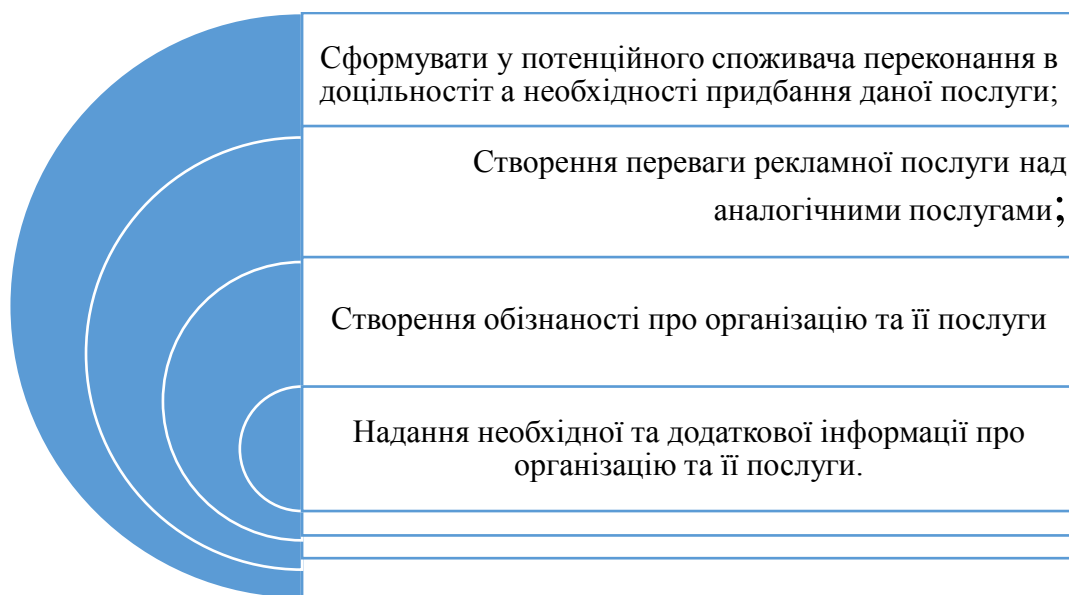 Сформувати у потенційного споживача переконання в
доцільностіт а необхідності придбання даної послуги;
Створення переваги рекламної послуги над
аналогічними послугами;
Створення обізнаності про організацію та її послуги
Надання необхідної та додаткової інформації про
організацію та її послуги.